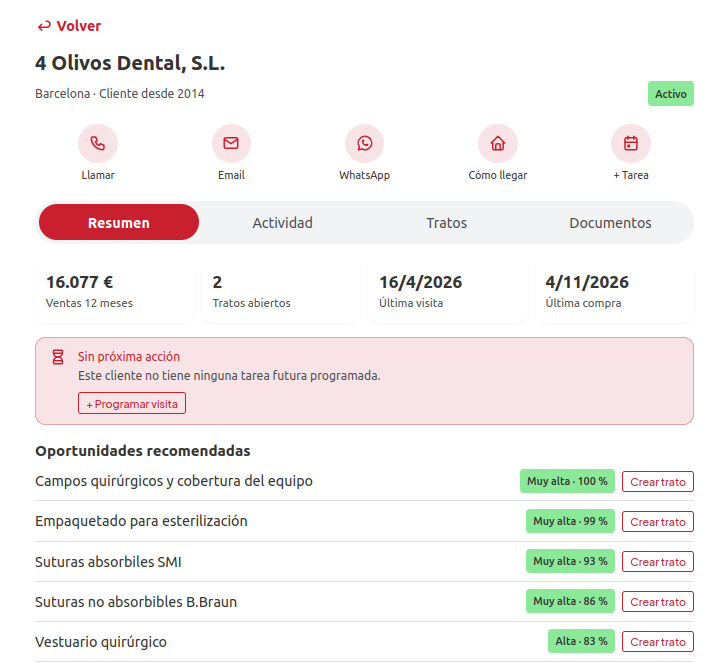 Volver
4 Olivos Dental, S.L.
Barcelona · Cliente desde 2014
Activo
Llamar
Email
WhatsApp
Cómo llegar
+ Tarea
Resumen
Actividad
Tratos
Documentos
16.077 €
Ventas 12 meses
2
Tratos abiertos
16/4/2026
Última visita
4/11/2026
Última compra
Sin próxima acción
Este cliente no tiene ninguna tarea futura programada.
+ Programar visita
Oportunidades recomendadas
Campos quirúrgicos y cobertura del equipo
Muy alta · 100 %
Crear trato
Empaquetado para esterilización
Muy alta · 99 %
Crear trato
Suturas absorbiles SMI
Muy alta · 93 %
Crear trato
Suturas no absorbibles B.Braun
Muy alta · 86 %
Crear trato
Vestuario quirúrgico
Alta · 83 %
Crear trato